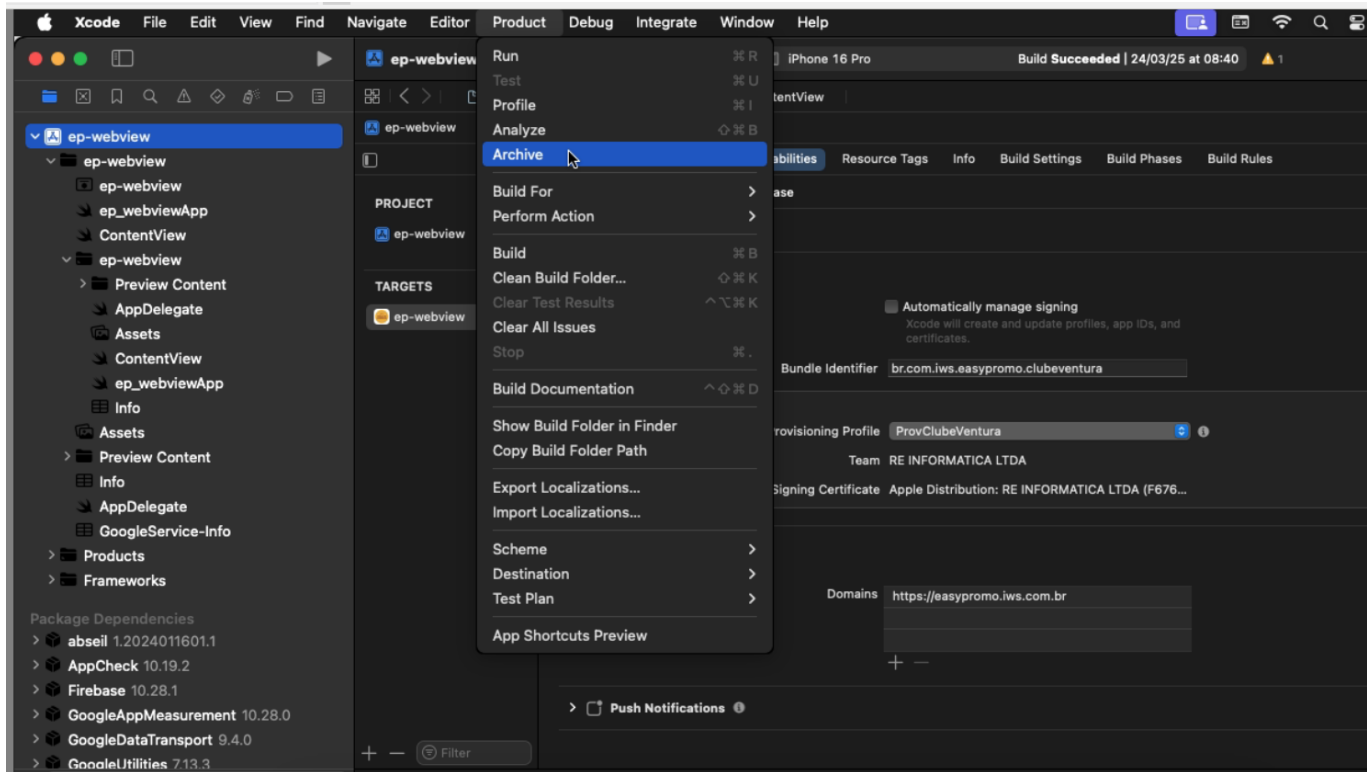 Xcode File Edit View Find Navigate Editor Product Debug Integrate Window Help
ep-webview
iPhone 16 Pro
Build Succeeded | 24/03/25 at 08:40
1
ep-webview
ep-webview
ep-webview
ep_webviewApp
ContentView
ep-webview
Preview Content
AppDelegate
Assets
ContentView
ep_webviewApp
Info
Assets
Preview Content
Info
AppDelegate
GoogleService-Info
Products
Frameworks
Package Dependencies
abseil 1.2024011601.1
AppCheck 10.19.2
Firebase 10.28.1
GoogleAppMeasurement 10.28.0
GoogleDataTransport 9.4.0
GoogleUtilities 7.13.3
ep-webview
PROJECT
ep-webview
TARGETS
ep-webview
Filter
Run ⌘R
Test ⌘U
Profile ⌘I
Analyze ⇧⌘B
Archive
Build For
Perform Action
Build ⌘B
Clean Build Folder... ⇧⌘K
Clear Test Results ^⌥⌘K
Clear All Issues
Stop ⌘.
Build Documentation ^⇧⌘D
Show Build Folder in Finder
Copy Build Folder Path
Export Localizations...
Import Localizations...
Scheme
Destination
Test Plan
App Shortcuts Preview
tentView
abilities Resource Tags Info Build Settings Build Phases Build Rules
ase
Automatically manage signing
Xcode will create and update profiles, app IDs, and
certificates.
Bundle Identifier br.com.iws.easypromo.clubeventura
rovisioning Profile ProvClubeVentura
Team RE INFORMATICA LTDA
Signing Certificate Apple Distribution: RE INFORMATICA LTDA (F676...
Domains https://easypromo.iws.com.br
Push Notifications